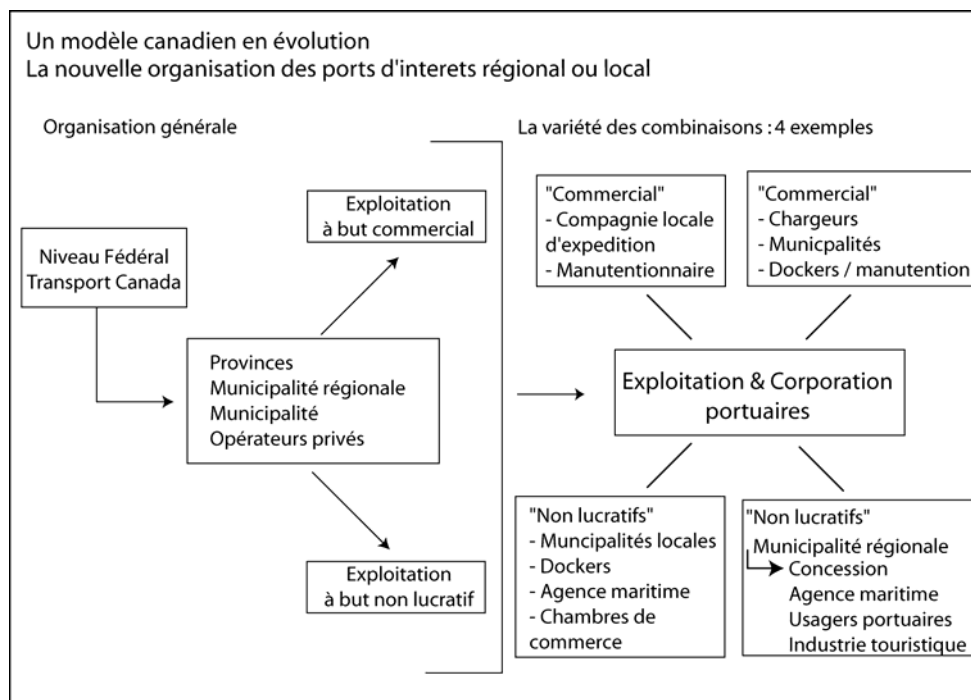 Un modèle canadien en évolution
La nouvelle organisation des ports d'interets régional ou local
Organisation générale
Niveau Fédéral
Transport Canada
Exploitation
à but commercial
Provinces
Municipalité régionale
Municipalité
Opérateurs privés
Exploitation
à but non lucratif
La variété des combinaisons : 4 exemples
"Commercial"
- Compagnie locale
d'expedition
- Manutentionnaire
"Commercial"
- Chargeurs
- Municpalités
- Dockers / manutention
Exploitation & Corporation
portuaires
"Non lucratifs"
- Muncipalités locales
- Dockers
- Agence maritime
- Chambres de
commerce
"Non lucratifs"
Municipalité régionale
Concession
Agence maritime
Usagers portuaires
Industrie touristique